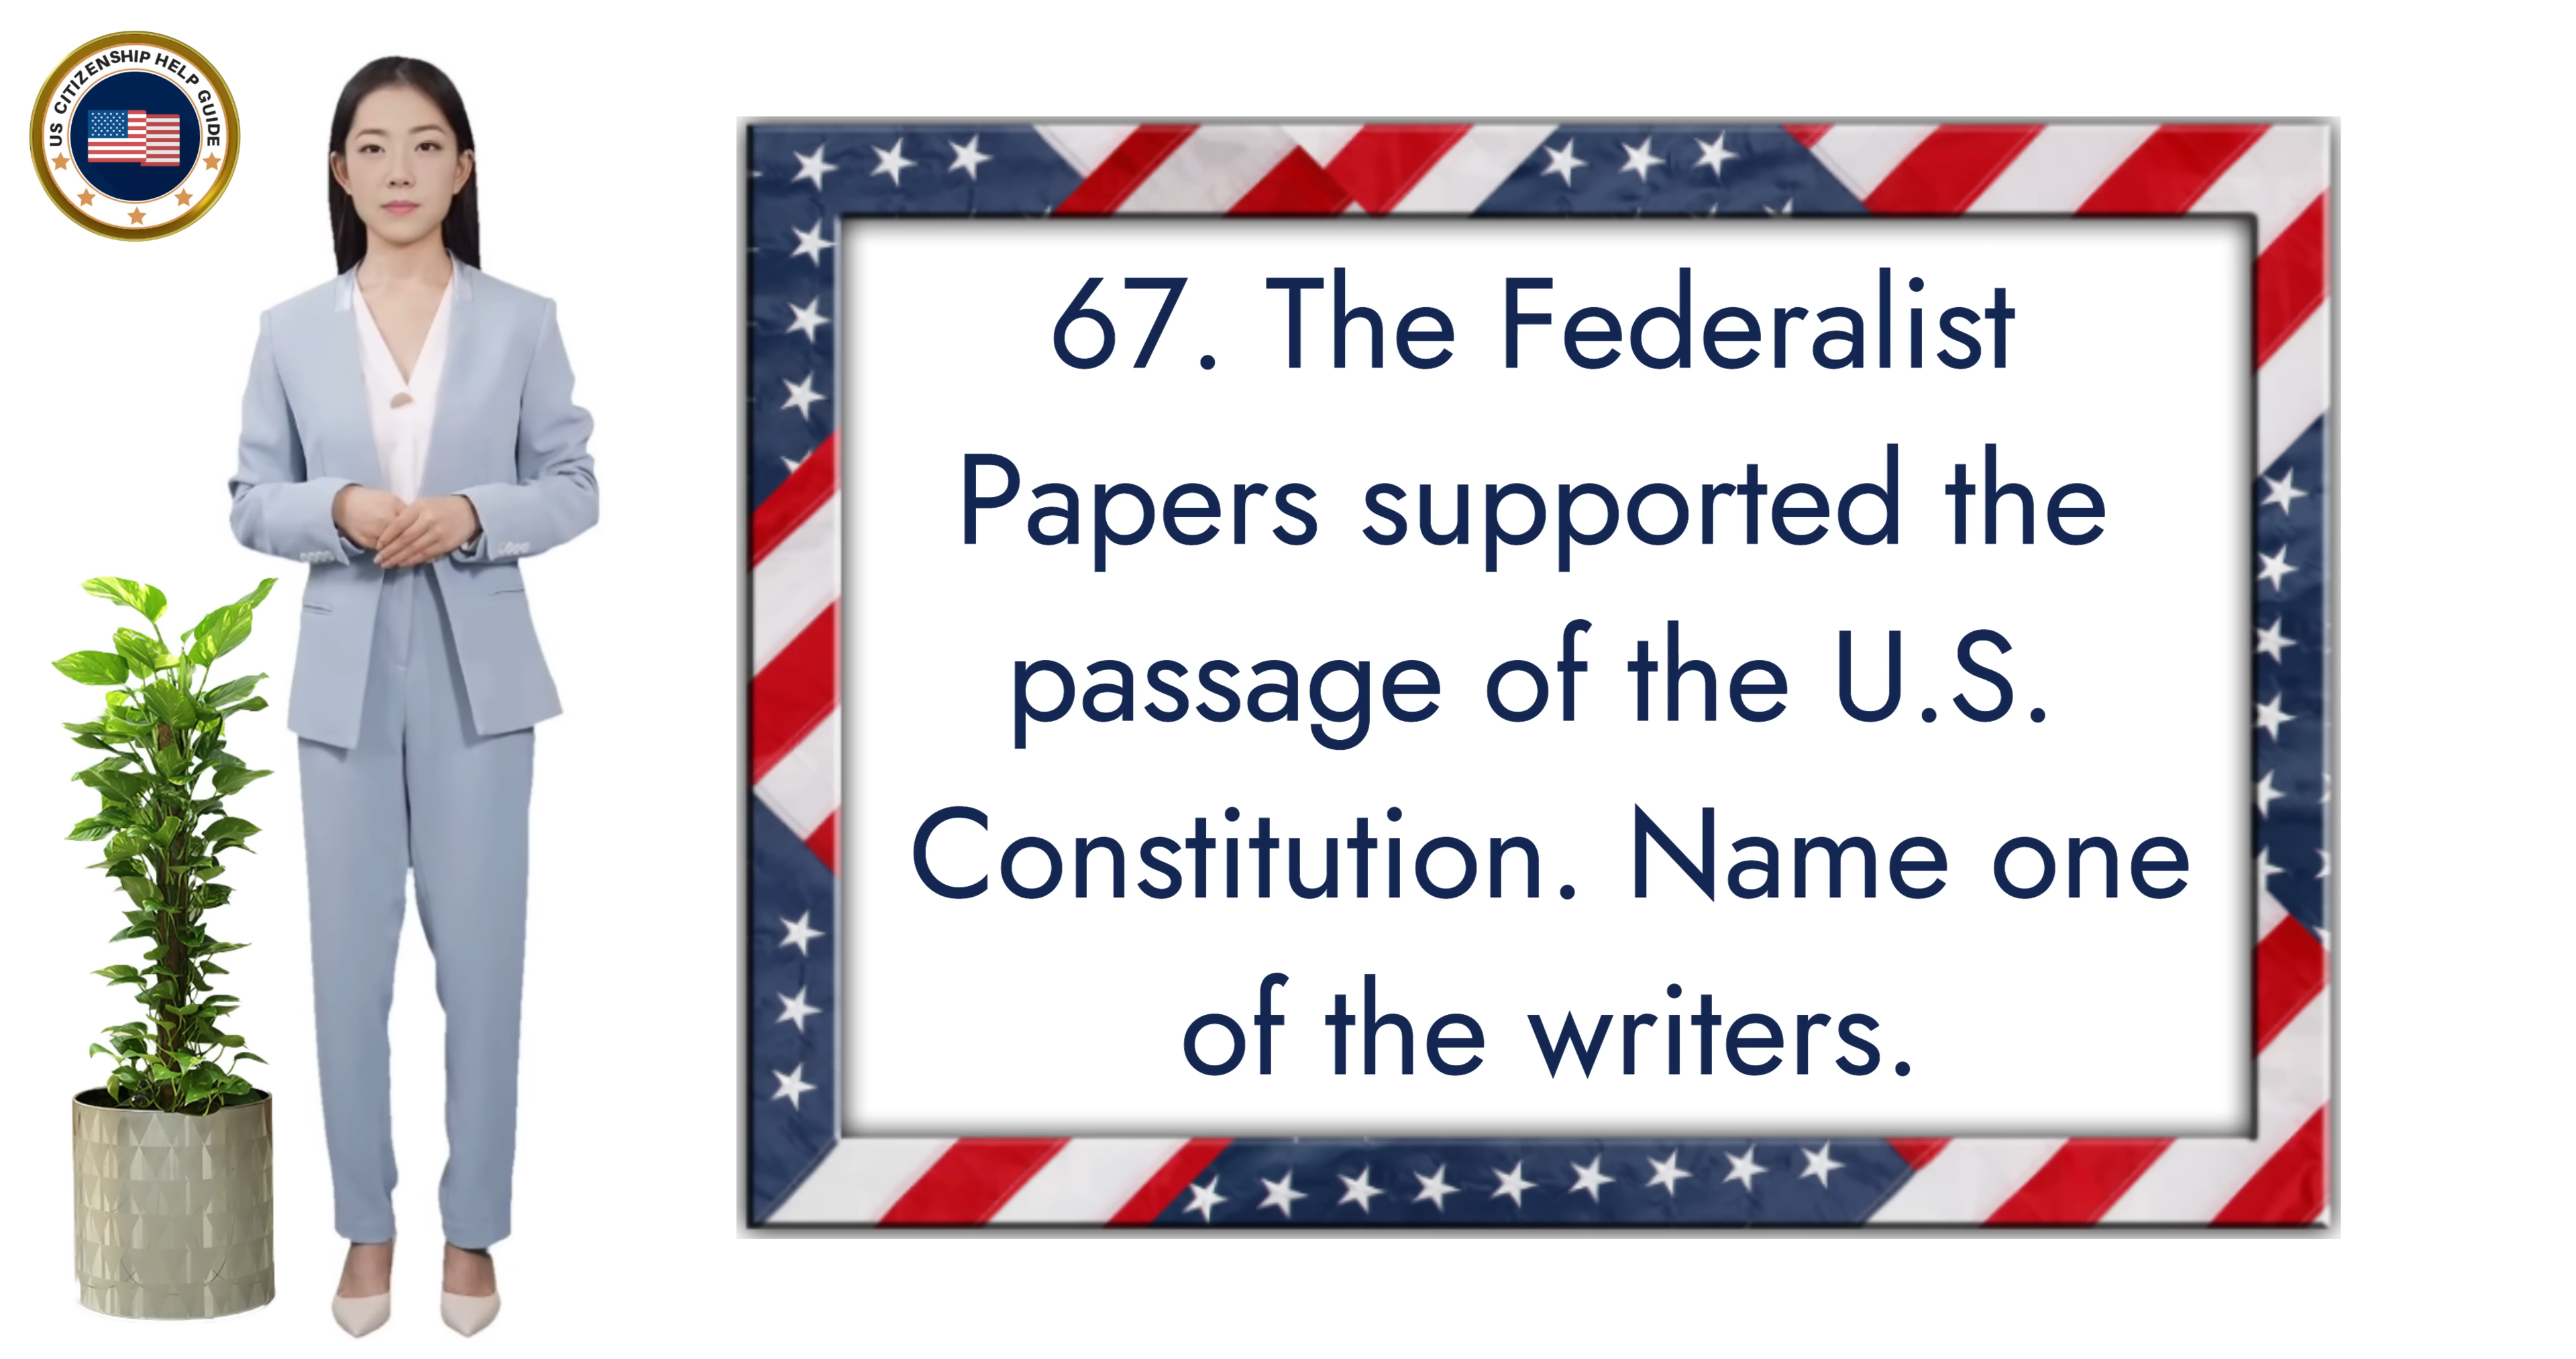 US CITIZENSHIP HELP GUIDE
67. The Federalist
Papers supported the
passage of the U.S.
Constitution. Name one
of the writers.